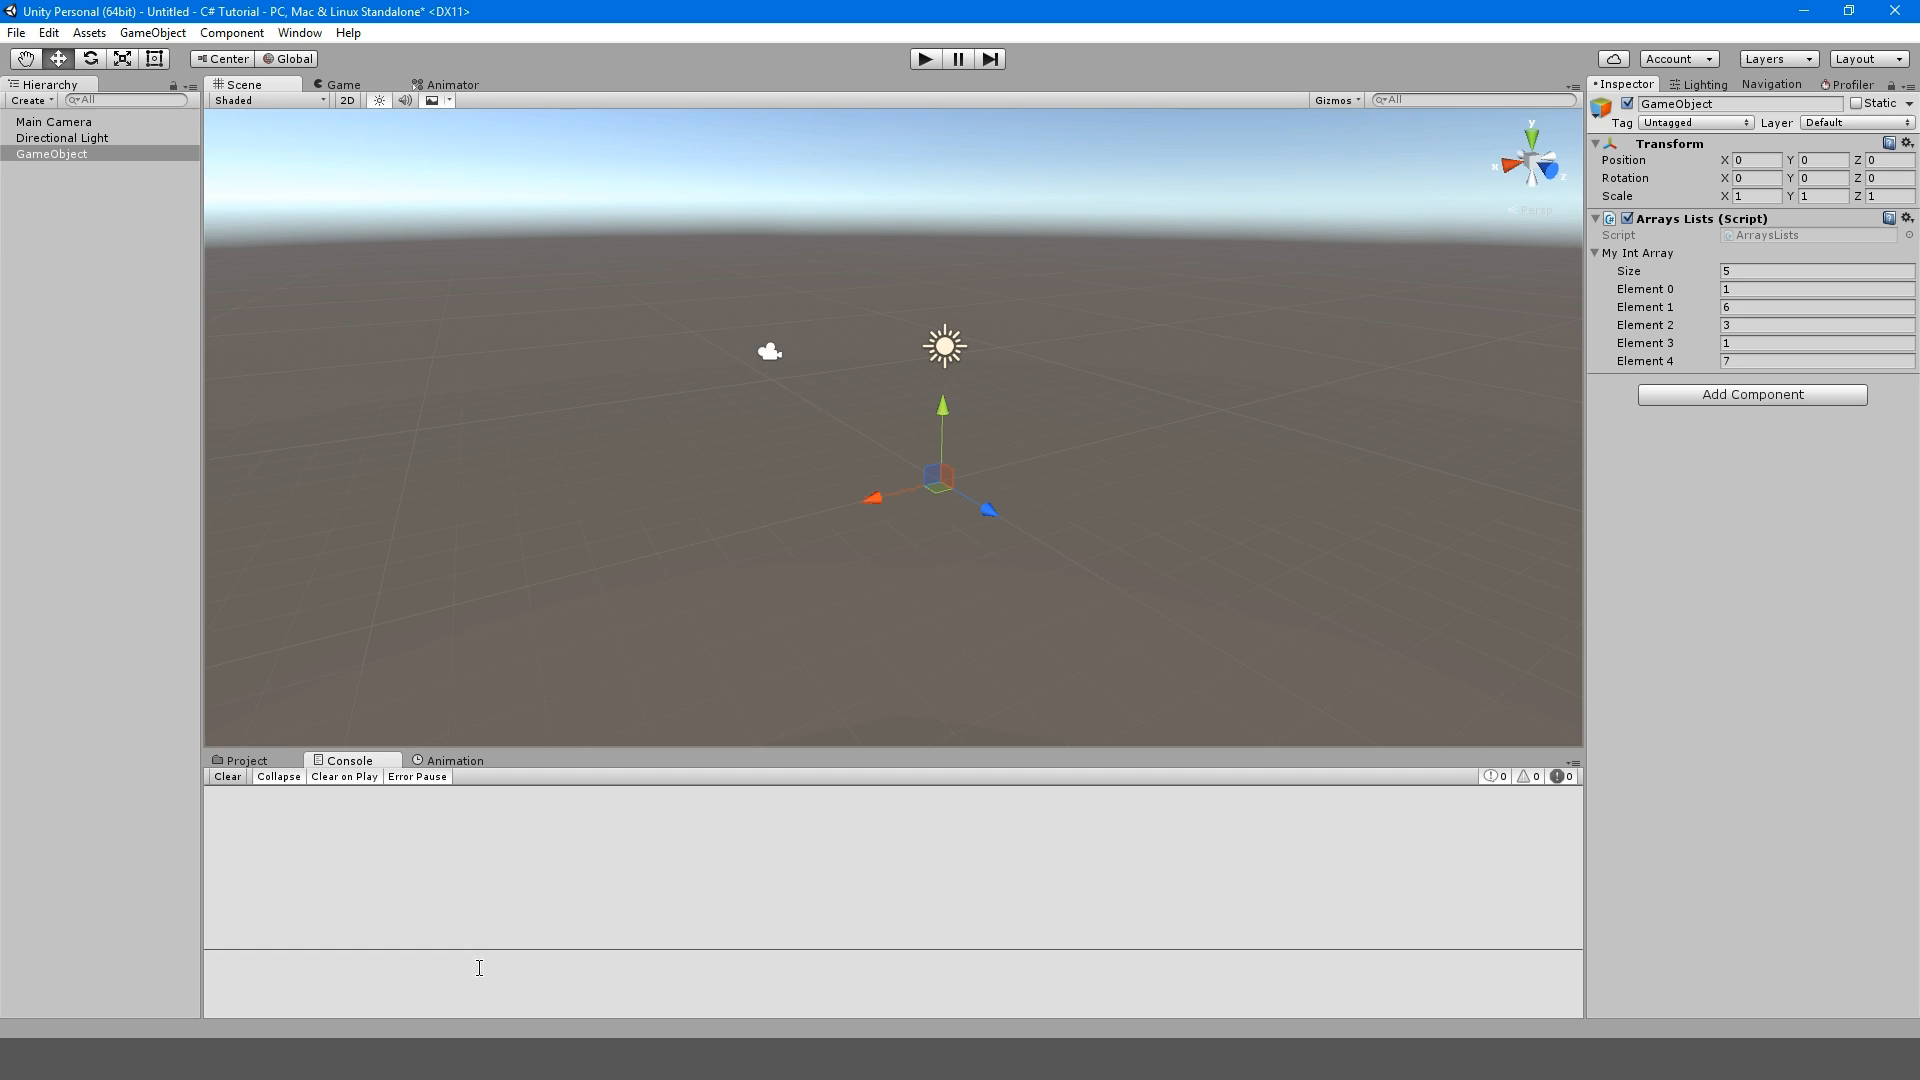 Unity Personal (64bit) - Untitled - C# Tutorial - PC, Mac & Linux Standalone* <DX11>
File Edit Assets GameObject Component Window Help
Center Global Account Layers Layout
Hierarchy
Create All
Main Camera
Directional Light
GameObject
Scene Game Animator
Shaded 2D Gizmos All
y
x
z
Persp
Project Console Animation
Clear Collapse Clear on Play Error Pause 0 0 0
Inspector Lighting Navigation Profiler
GameObject Static
Tag Untagged Layer Default
Transform
Position X 0 Y 0 Z 0
Rotation X 0 Y 0 Z 0
Scale X 1 Y 1 Z 1
Arrays Lists (Script)
Script ArraysLists
My Int Array
Size 5
Element 0 1
Element 1 6
Element 2 3
Element 3 1
Element 4 7
Add Component